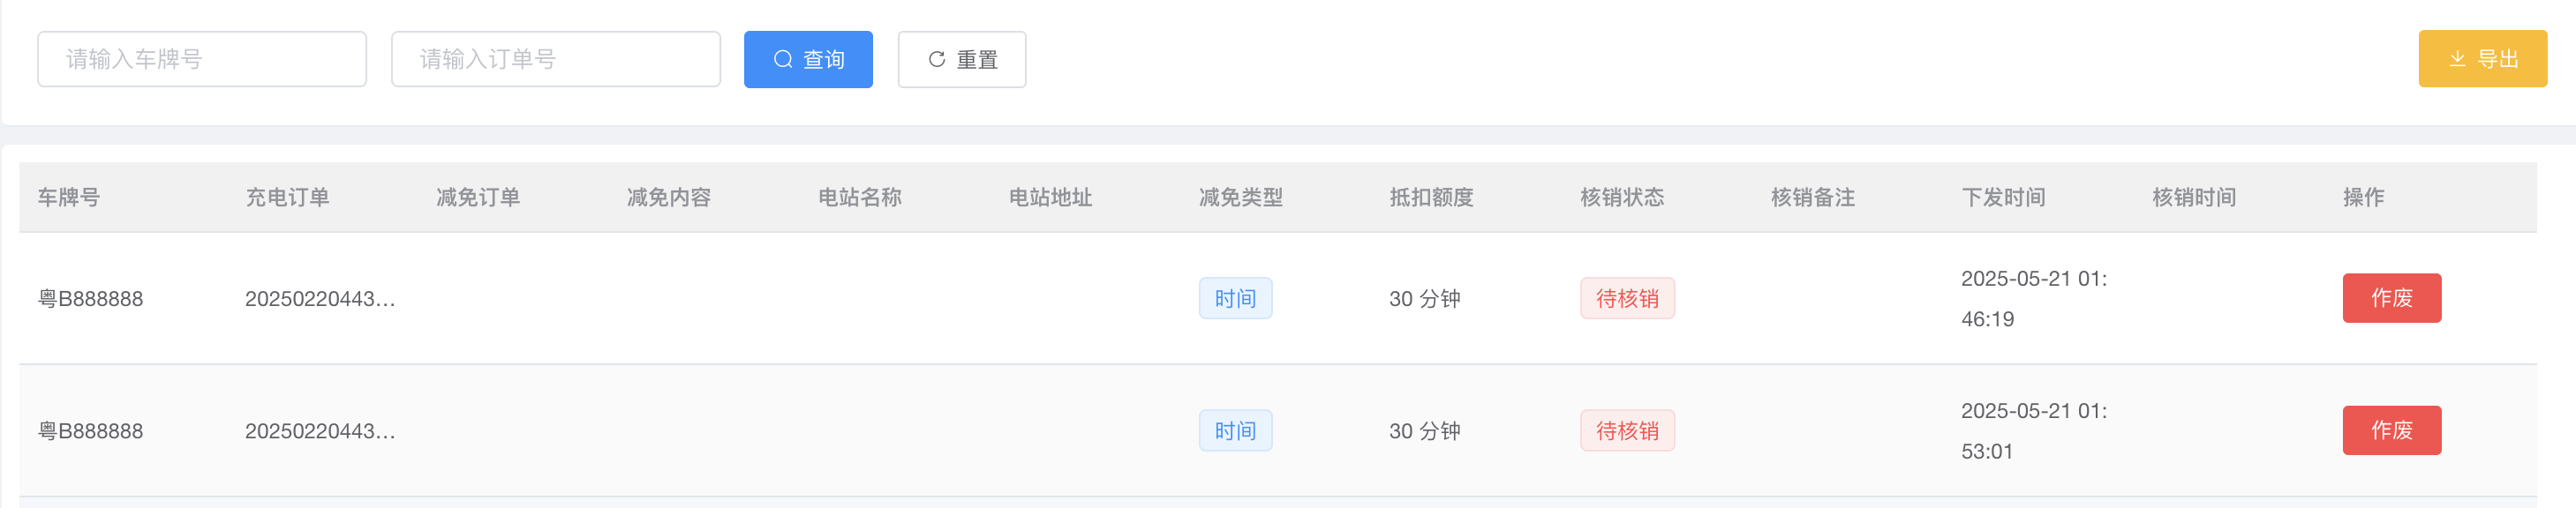 请输入车牌号 请输入订单号 查询 重置 导出
车牌号 充电订单 减免订单 减免内容 电站名称 电站地址 减免类型 抵扣额度 核销状态 核销备注 下发时间 核销时间 操作
粤B888888 20250220443... 时间 30 分钟 待核销 2025-05-21 01:
46:19 作废
粤B888888 20250220443... 时间 30 分钟 待核销 2025-05-21 01:
53:01 作废